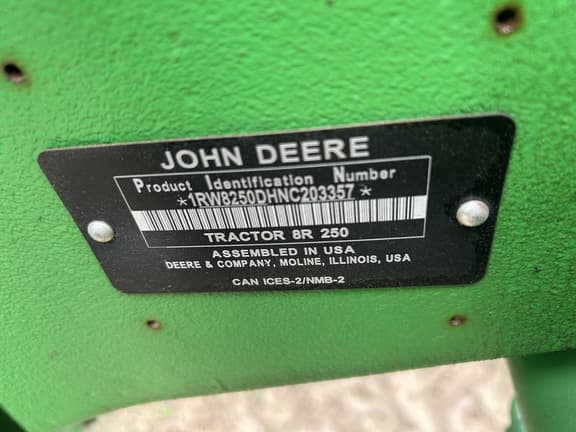 JOHN DEERE
Product Identification Number
*1RW8250DHNC203357*
TRACTOR 8R 250
ASSEMBLED IN USA
DEERE & COMPANY, MOLINE, ILLINOIS, USA
CAN ICES-2/NMB-2